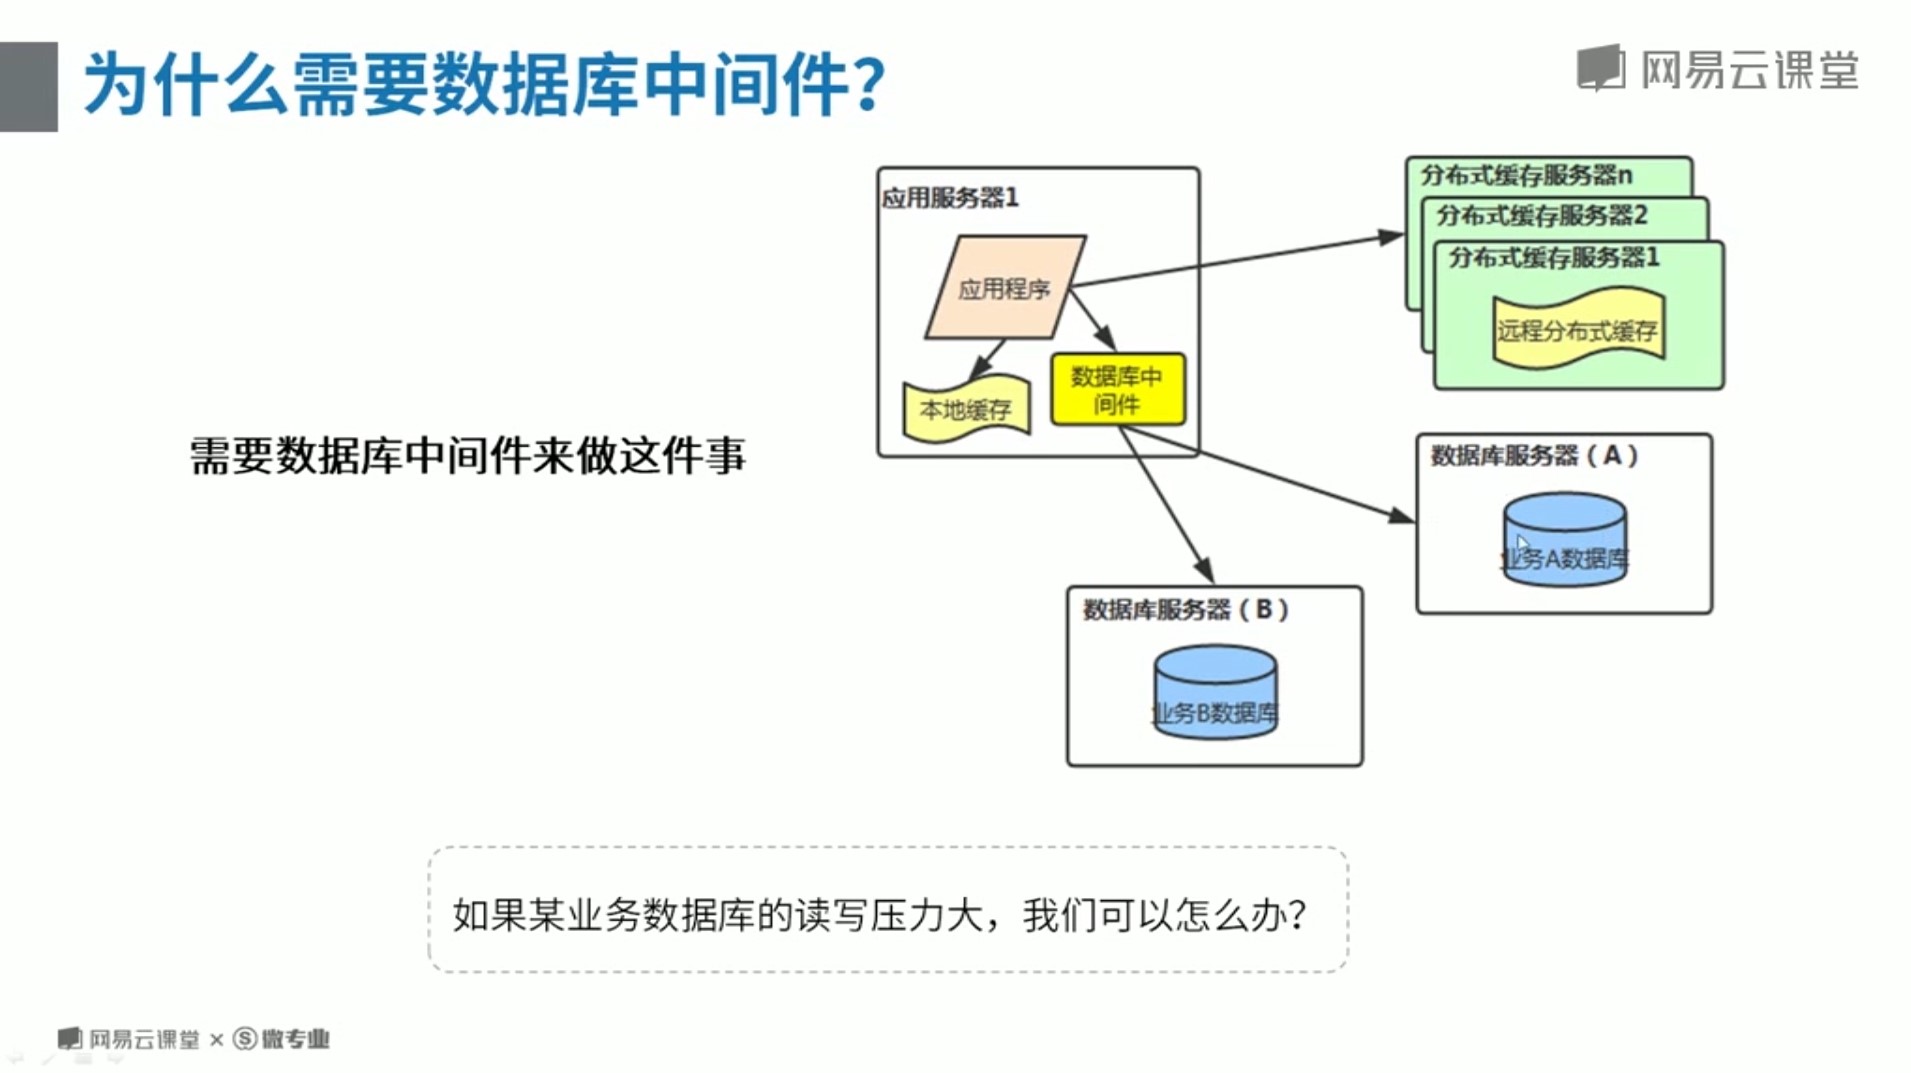 为什么需要数据库中间件?
网易云课堂
应用服务器1
应用程序
本地缓存
数据库中
间件
分布式缓存服务器n
分布式缓存服务器2
分布式缓存服务器1
远程分布式缓存
需要数据库中间件来做这件事
数据库服务器（A）
业务A数据库
数据库服务器（B）
业务B数据库
如果某业务数据库的读写压力大，我们可以怎么办?
网易云课堂 × S 微专业